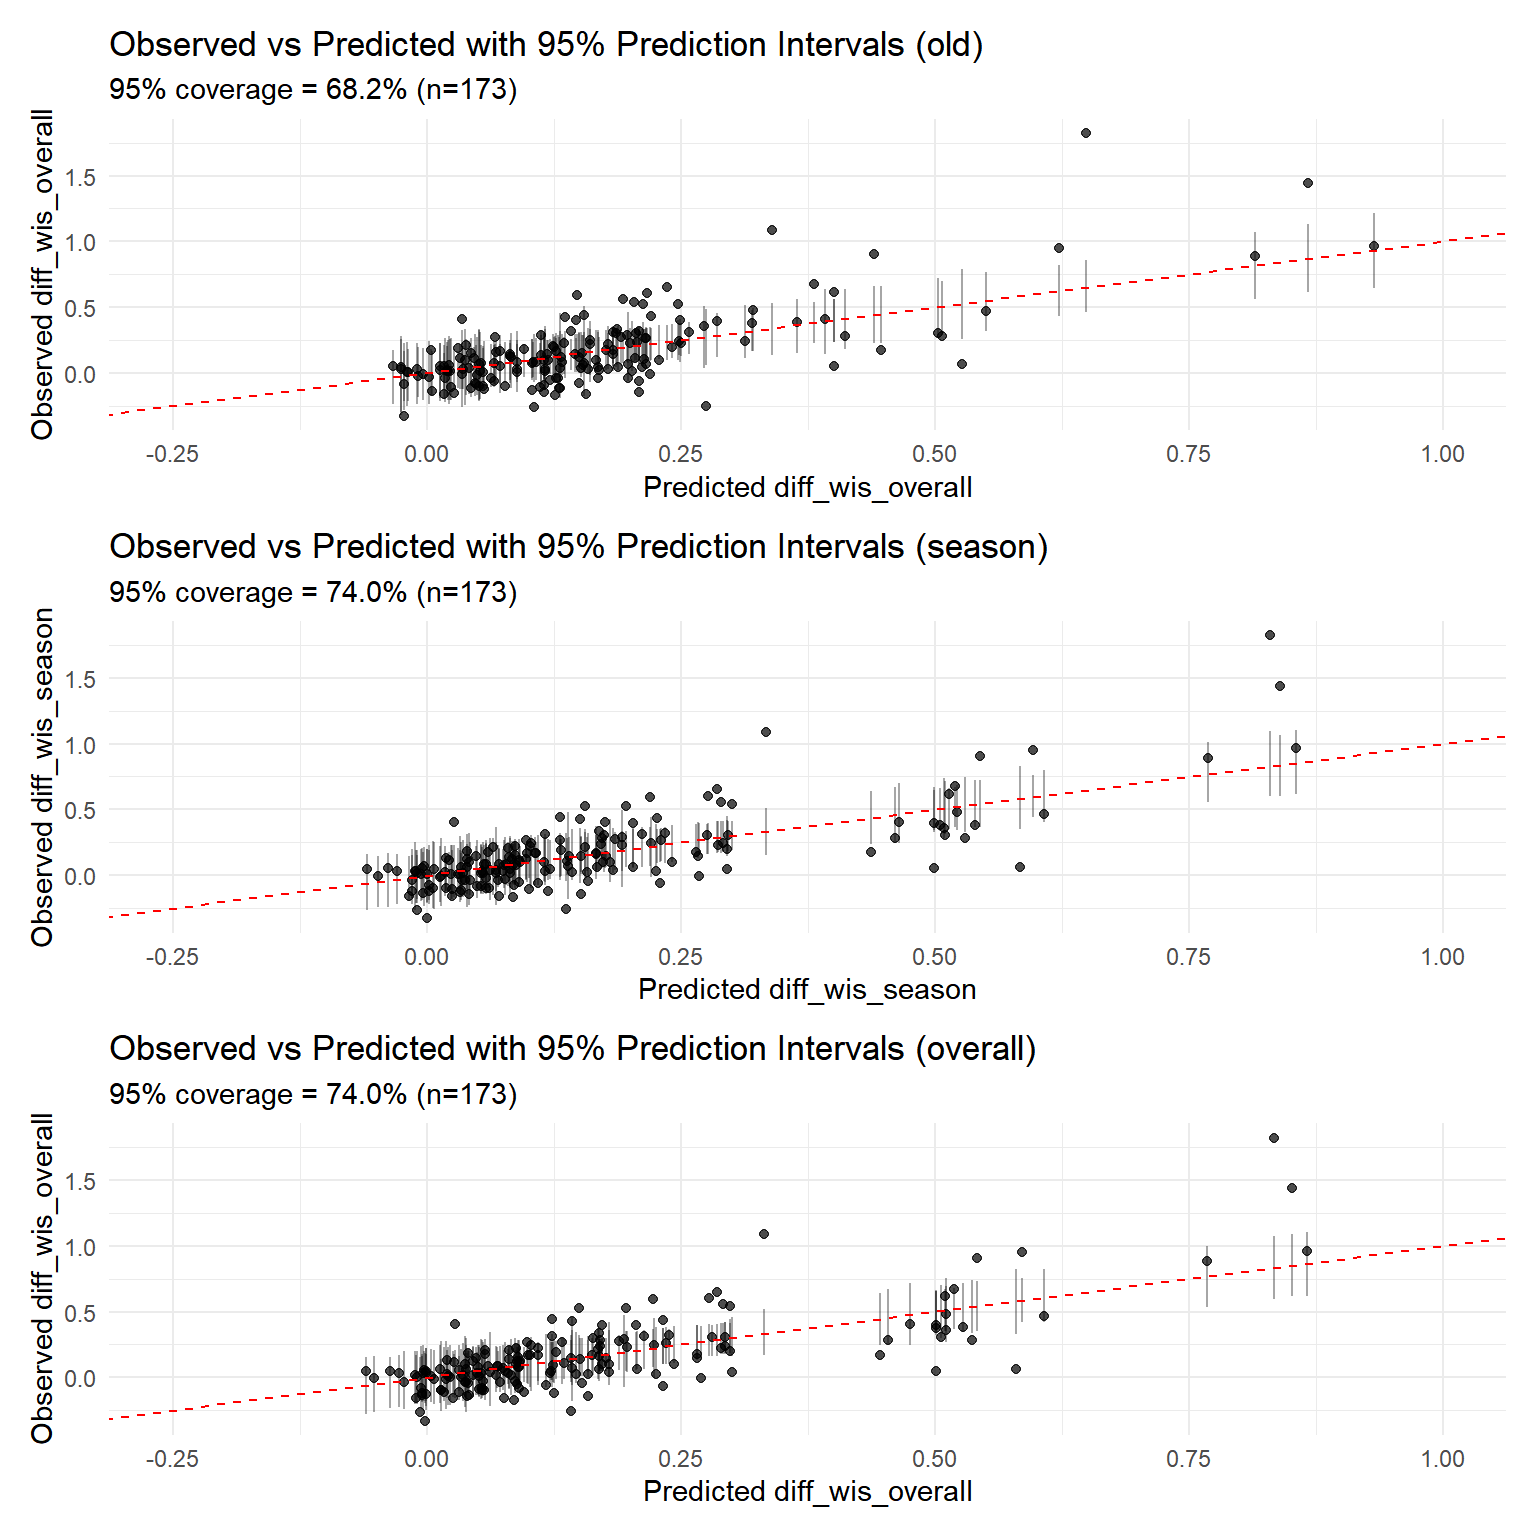 Observed vs Predicted with 95% Prediction Intervals (old)
95% coverage = 68.2% (n=173)
Observed diff_wis_overall
1.5
1.0
0.5
0.0
-0.25 0.00 0.25 0.50 0.75 1.00
Predicted diff_wis_overall
Observed vs Predicted with 95% Prediction Intervals (season)
95% coverage = 74.0% (n=173)
Observed diff_wis_season
1.5
1.0
0.5
0.0
-0.25 0.00 0.25 0.50 0.75 1.00
Predicted diff_wis_season
Observed vs Predicted with 95% Prediction Intervals (overall)
95% coverage = 74.0% (n=173)
Observed diff_wis_overall
1.5
1.0
0.5
0.0
-0.25 0.00 0.25 0.50 0.75 1.00
Predicted diff_wis_overall